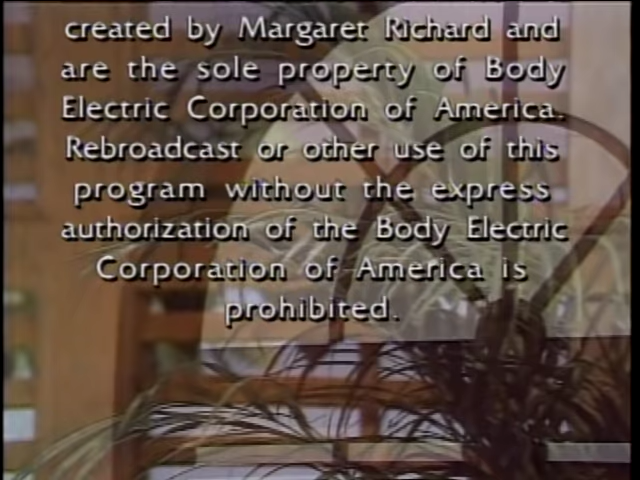 created by Margaret Richard and
are the sole property of Body
Electric Corporation of America.
Rebroadcast or other use of this
program without the express
authorization of the Body Electric
Corporation of America is
prohibited.